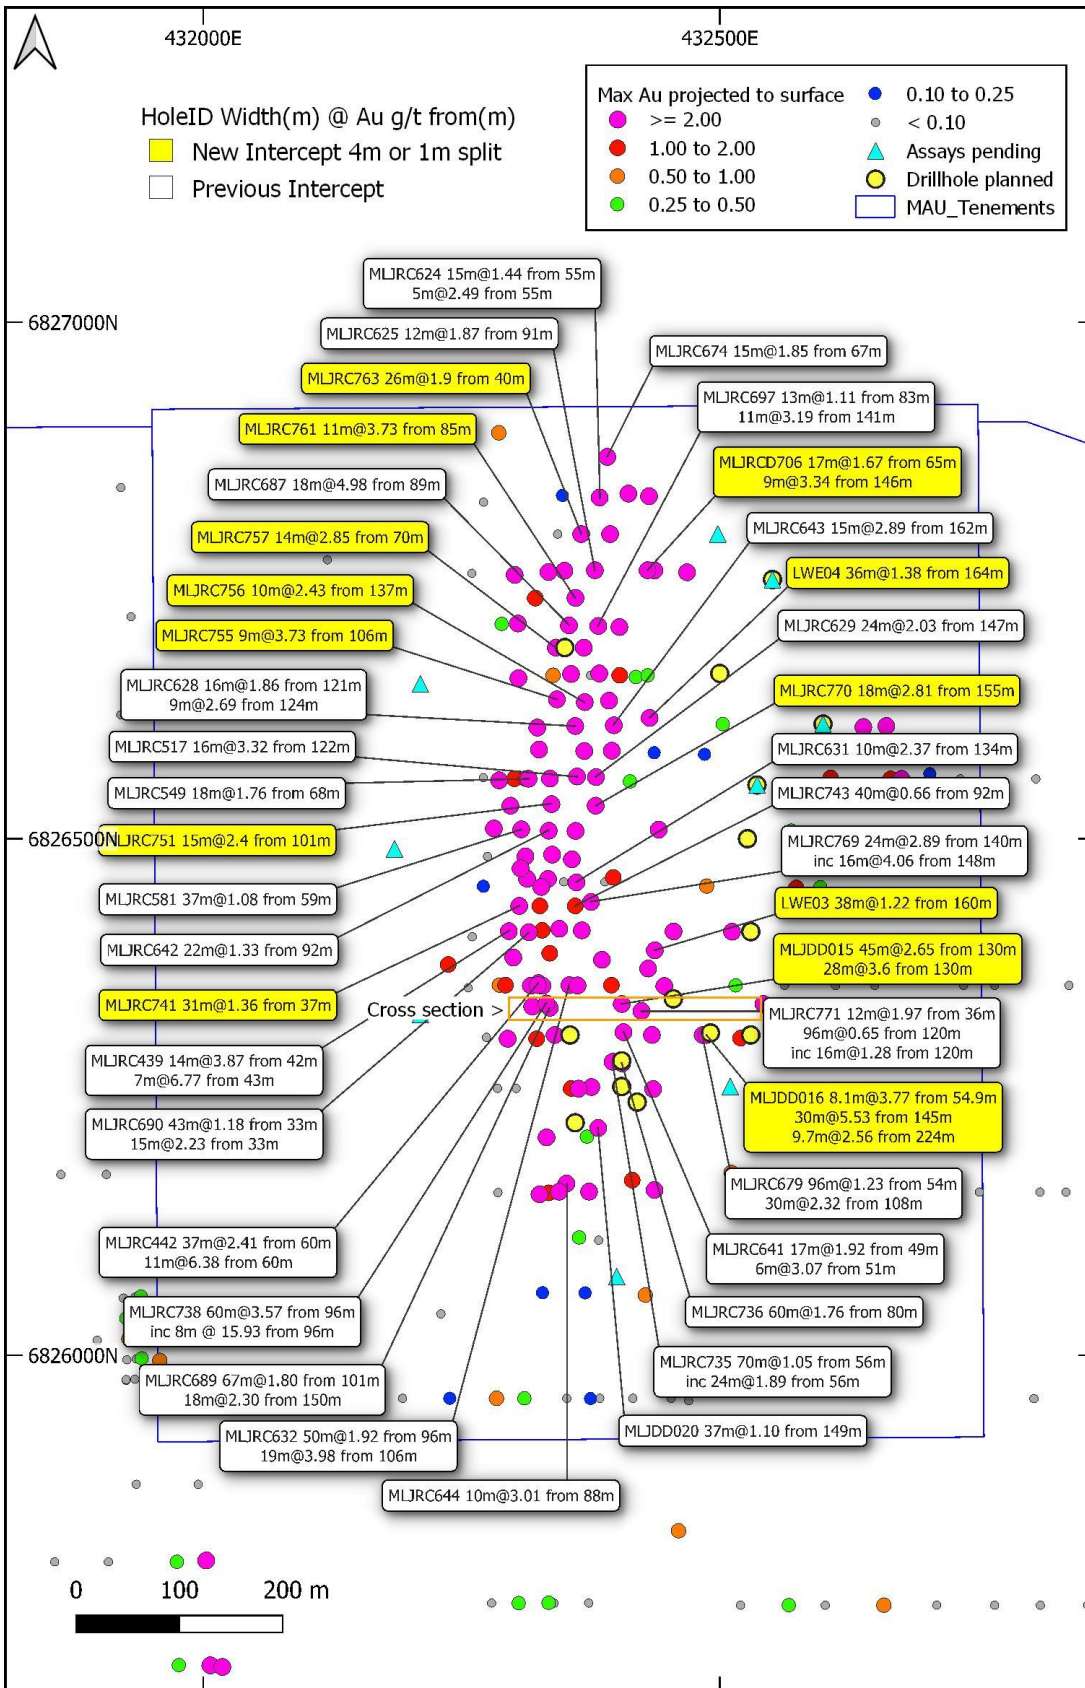 432000E
432500E
HoleID Width(m) @ Au g/t from(m)
New Intercept 4m or 1m split
Previous Intercept
Max Au projected to surface
>= 2.00
1.00 to 2.00
0.50 to 1.00
0.25 to 0.50
0.10 to 0.25
< 0.10
Assays pending
Drillhole planned
MAU_Tenements
MLJRC624 15m@1.44 from 55m
5m@2.49 from 55m
6827000N
MLJRC625 12m@1.87 from 91m
MLJRC674 15m@1.85 from 67m
MLJRC763 26m@1.9 from 40m
MLJRC697 13m@1.11 from 83m
11m@3.19 from 141m
MLJRC761 11m@3.73 from 85m
MLJRCD706 17m@1.67 from 65m
9m@3.34 from 146m
MLJRC687 18m@4.98 from 89m
MLJRC643 15m@2.89 from 162m
MLJRC757 14m@2.85 from 70m
LWE04 36m@1.38 from 164m
MLJRC756 10m@2.43 from 137m
MLJRC629 24m@2.03 from 147m
MLJRC755 9m@3.73 from 106m
MLJRC628 16m@1.86 from 121m
9m@2.69 from 124m
MLJRC770 18m@2.81 from 155m
MLJRC517 16m@3.32 from 122m
MLJRC631 10m@2.37 from 134m
MLJRC549 18m@1.76 from 68m
MLJRC743 40m@0.66 from 92m
6826500N
MLJRC751 15m@2.4 from 101m
MLJRC769 24m@2.89 from 140m
inc 16m@4.06 from 148m
MLJRC581 37m@1.08 from 59m
LWE03 38m@1.22 from 160m
MLJRC642 22m@1.33 from 92m
MLJDD015 45m@2.65 from 130m
28m@3.6 from 130m
MLJRC741 31m@1.36 from 37m
Cross section >
MLJRC771 12m@1.97 from 36m
96m@0.65 from 120m
inc 16m@1.28 from 120m
MLJRC439 14m@3.87 from 42m
7m@6.77 from 43m
MLJDD016 8.1m@3.77 from 54.9m
30m@5.53 from 145m
9.7m@2.56 from 224m
MLJRC690 43m@1.18 from 33m
15m@2.23 from 33m
MLJRC679 96m@1.23 from 54m
30m@2.32 from 108m
MLJRC442 37m@2.41 from 60m
11m@6.38 from 60m
MLJRC641 17m@1.92 from 49m
6m@3.07 from 51m
MLJRC738 60m@3.57 from 96m
inc 8m @ 15.93 from 96m
MLJRC736 60m@1.76 from 80m
6826000N
MLJRC735 70m@1.05 from 56m
inc 24m@1.89 from 56m
MLJRC689 67m@1.80 from 101m
18m@2.30 from 150m
MLJDD020 37m@1.10 from 149m
MLJRC632 50m@1.92 from 96m
19m@3.98 from 106m
MLJRC644 10m@3.01 from 88m
0 100 200 m